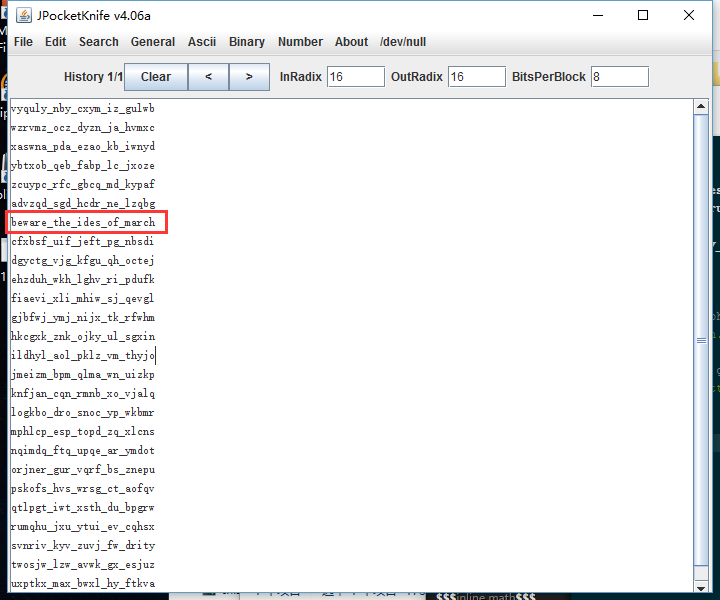 JPocketKnife v4.06a
File Edit Search General Ascii Binary Number About /dev/null
History 1/1 Clear < > InRadix 16 OutRadix 16 BitsPerBlock 8
vyquly_nby_cxym_iz_gulwb
wzrvmz_ocz_dyzn_ja_hvmxc
xaswna_pda_ezao_kb_iwnyd
ybtxob_qeb_fabp_lc_jxoze
zcuypc_rfc_gbcq_md_kypaf
advzqd_sgd_hcdr_ne_lzqbg
beware_the_ides_of_march
cfxbsf_uif_jeft_pg_nbsdi
dgyctg_vjg_kfgu_qh_octej
ehzduh_wkh_lghv_ri_pdufk
fiaevi_xli_mhiw_sj_qevgl
gjbfwj_ymj_nijx_tk_rfwhm
hkcgxk_znk_ojky_ul_sgxin
ildhyl_aol_pklz_vm_thyjo
jmeizm_bpm_qlma_wn_uizkp
knfjan_cqn_rmnb_xo_vjalq
logkbo_dro_snoc_yp_wkbmr
mphlcp_esp_topd_zq_xlcns
nqimdq_ftq_upqe_ar_ymdot
orjner_gur_vqrf_bs_znepu
pskofs_hvs_wrsg_ct_aofqv
qtlpgt_iwt_xsth_du_bpgrw
rumqhu_jxu_ytui_ev_cqhsx
svnriv_kyv_zuvj_fw_drity
twosjw_lzw_avwk_gx_esjuz
uxptkx_max_bwxl_hy_ftkva
$$$inline math$$$